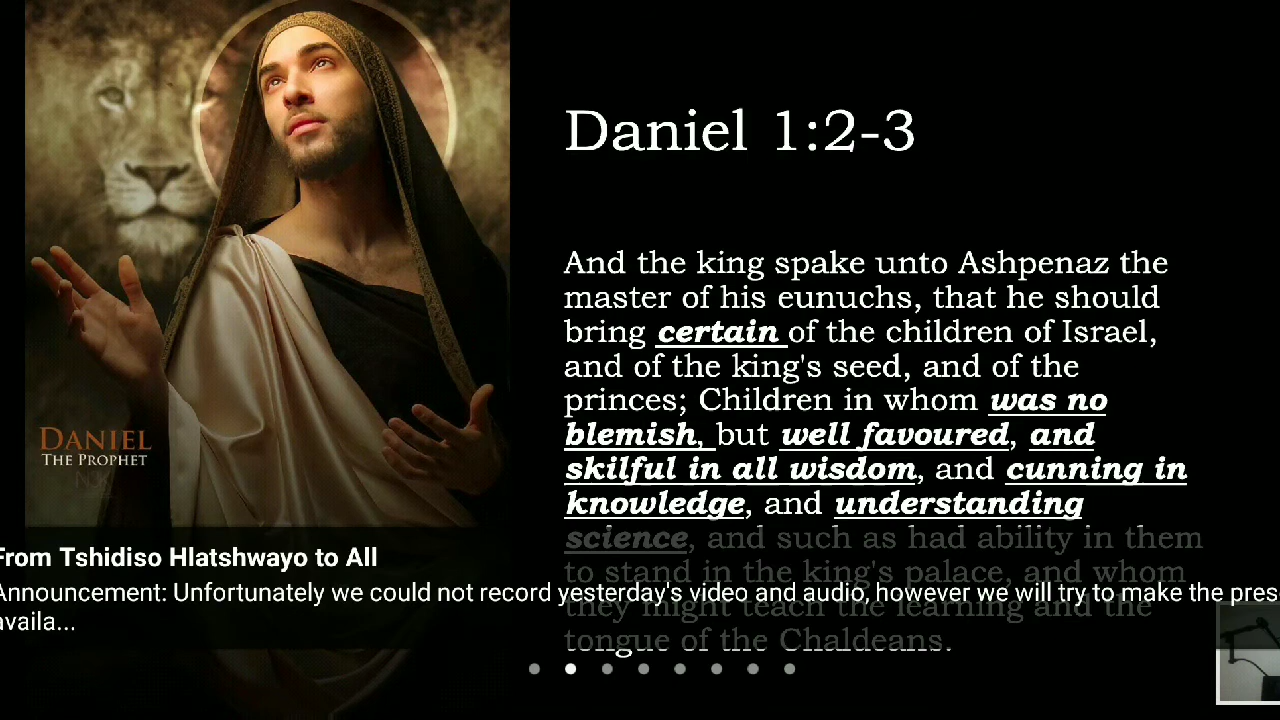 Daniel 1:2-3
And the king spake unto Ashpenaz the
master of his eunuchs, that he should
bring certain of the children of Israel,
and of the king's seed, and of the
princes; Children in whom was no
blemish, but well favoured, and
skilful in all wisdom, and cunning in
knowledge, and understanding
science, and such as had ability in them
to stand in the king's palace, and whom
they might teach the learning and the
tongue of the Chaldeans.
DANIEL
THE PROPHET
From Tshidiso Hlatshwayo to All
Announcement: Unfortunately we could not record yesterday's video and audio, however we will try to make the pres
availa...